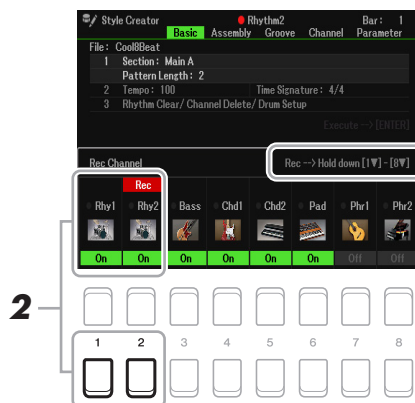 Style Creator Rhythm2 Bar: 1
Basic Assembly Groove Channel Parameter
File: Cool8Beat
1 Section: Main A
Pattern Length: 2
2 Tempo: 100 Time Signature: 4/4
3 Rhythm Clear/ Channel Delete/ Drum Setup
Execute-->[ENTER]
Rec Channel Rec --> Hold down [1▼]-[8▼]
Rec
Rhy1 Rhy2 Bass Chd1 Chd2 Pad Phr1 Phr2
On On On On On On Off Off
2
1 2 3 4 5 6 7 8